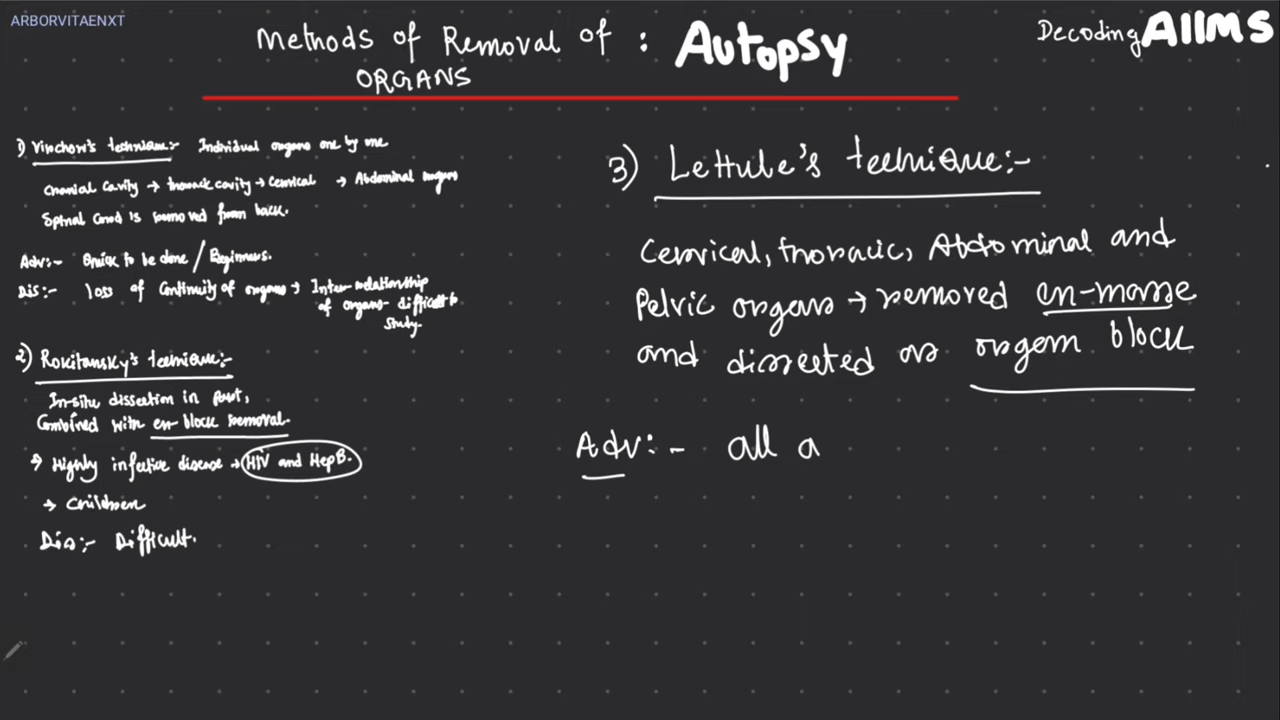 ARBORVITAENXT
Methods of Removal of : Autopsy
ORGANS
Decoding AIIMS
1) Virchow's technique:- Individual organs one by one
Cranial Cavity → thoracic cavity → Cervical → Abdominal organs
Spinal Cord is removed from back.
Adv:- Quick to be done / Beginners.
Dis:- loss of Continuity of organs → Inter-relationship
of organs- difficult to
study.
2) Rokitansky's technique:-
In-situ dissection in part,
Combined with en-block removal.
→ Highly infective disease → HIV and HepB.
→ Children
Dis:- Difficult.
3) Lettule's technique:-
Cervical, thoracic, Abdominal and
Pelvic organs → removed en-masse
and dissected as organ block
Adv:- all a